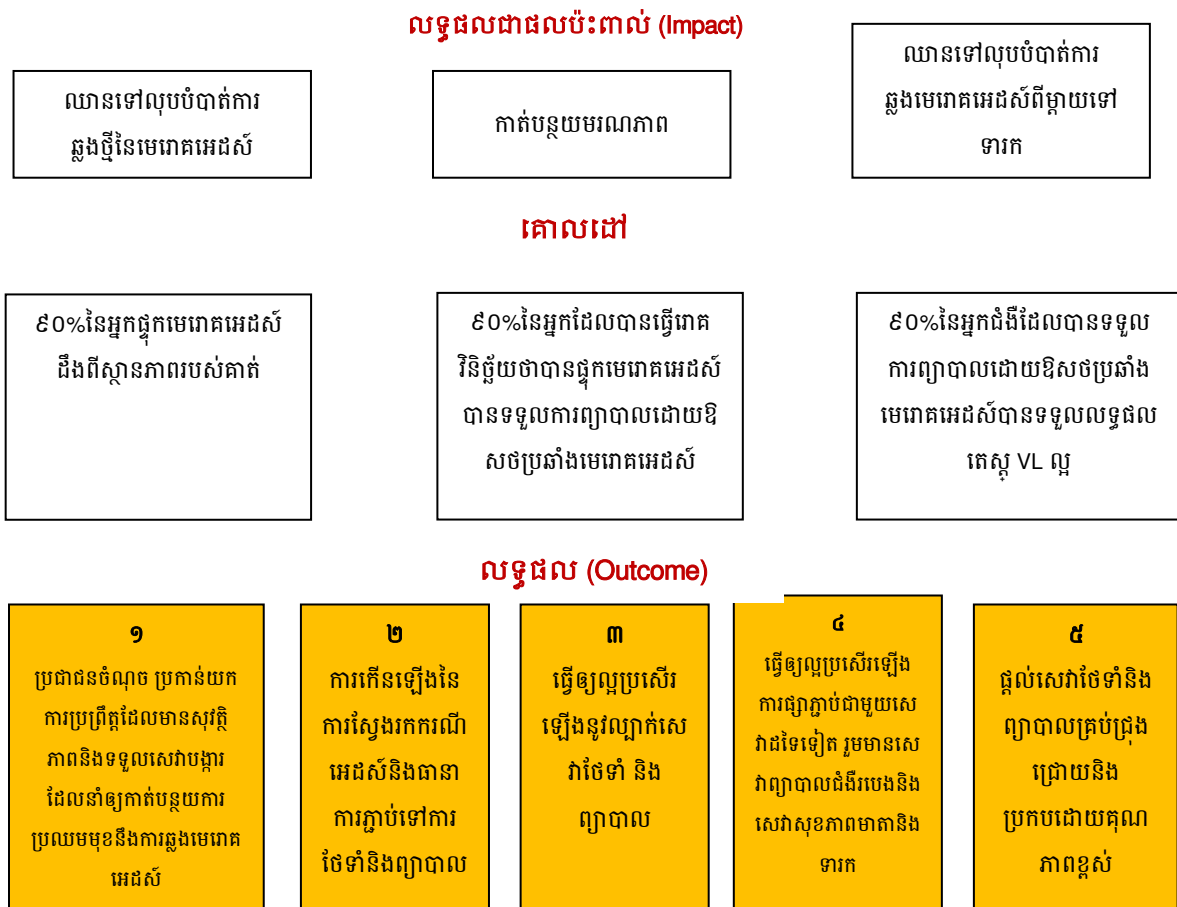 លទ្ធផលជាផលប៉ះពាល់ (Impact)
ឈានទៅលុបបំបាត់ការ
ឆ្លងថ្មីនៃមេរោគអេដស៍
កាត់បន្ថយមរណភាព
ឈានទៅលុបបំបាត់ការ
ឆ្លងមេរោគអេដស៍ពីម្តាយទៅ
ទារក
គោលដៅ
៩០%នៃអ្នកផ្ទុកមេរោគអេដស៍
ដឹងពីស្ថានភាពរបស់គាត់
៩០%នៃអ្នកដែលបានធ្វើរោគ
វិនិច្ឆ័យថាបានផ្ទុកមេរោគអេដស៍
បានទទួលការព្យាបាលដោយឱ
សថប្រឆាំងមេរោគអេដស៍
៩០%នៃអ្នកជំងឺដែលបានទទួល
ការព្យាបាលដោយឱសថប្រឆាំង
មេរោគអេដស៍បានទទួលលទ្ធផល
តេស្ត VL ល្អ
លទ្ធផល (Outcome)
១
ប្រជាជនចំណុច ប្រកាន់យក
ការប្រព្រឹត្តដែលមានសុវត្ថិ
ភាពនិងទទួលសេវាបង្ការ
ដែលនាំឲ្យកាត់បន្ថយការ
ប្រឈមមុខនឹងការឆ្លងមេរោគ
អេដស៍
២
ការកើនឡើងនៃ
ការស្វែងរកករណី
អេដស៍និងធានា
ការភ្ជាប់ទៅការ
ថែទាំនិងព្យាបាល
៣
ធ្វើឲ្យល្អប្រសើរ
ឡើងនូវល្បាក់សេ
វាថែទាំ និង
ព្យាបាល
៤
ធ្វើឲ្យល្អប្រសើរឡើង
ការផ្សាភ្ជាប់ជាមួយសេ
វាដទៃទៀត រួមមានសេ
វាព្យាបាលជំងឺរបេងនិង
សេវាសុខភាពមាតានិង
ទារក
៥
ផ្តល់សេវាថែទាំនិង
ព្យាបាលគ្រប់ជ្រុង
ជ្រោយនិង
ប្រកបដោយគុណ
ភាពខ្ពស់